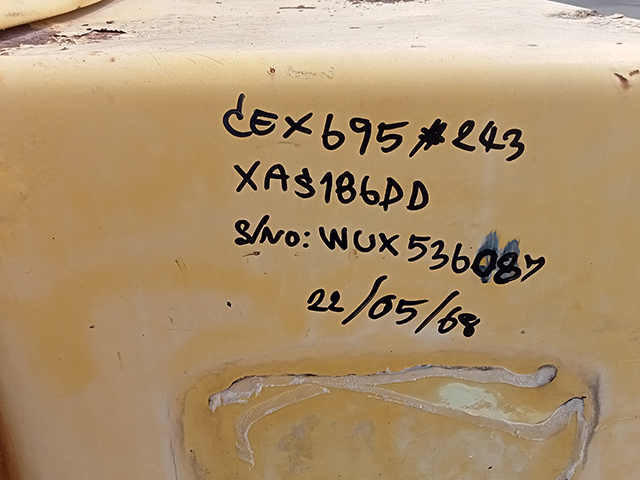 CEX695#243
XAS186DD
S/NO: WUX536087
22/05/68